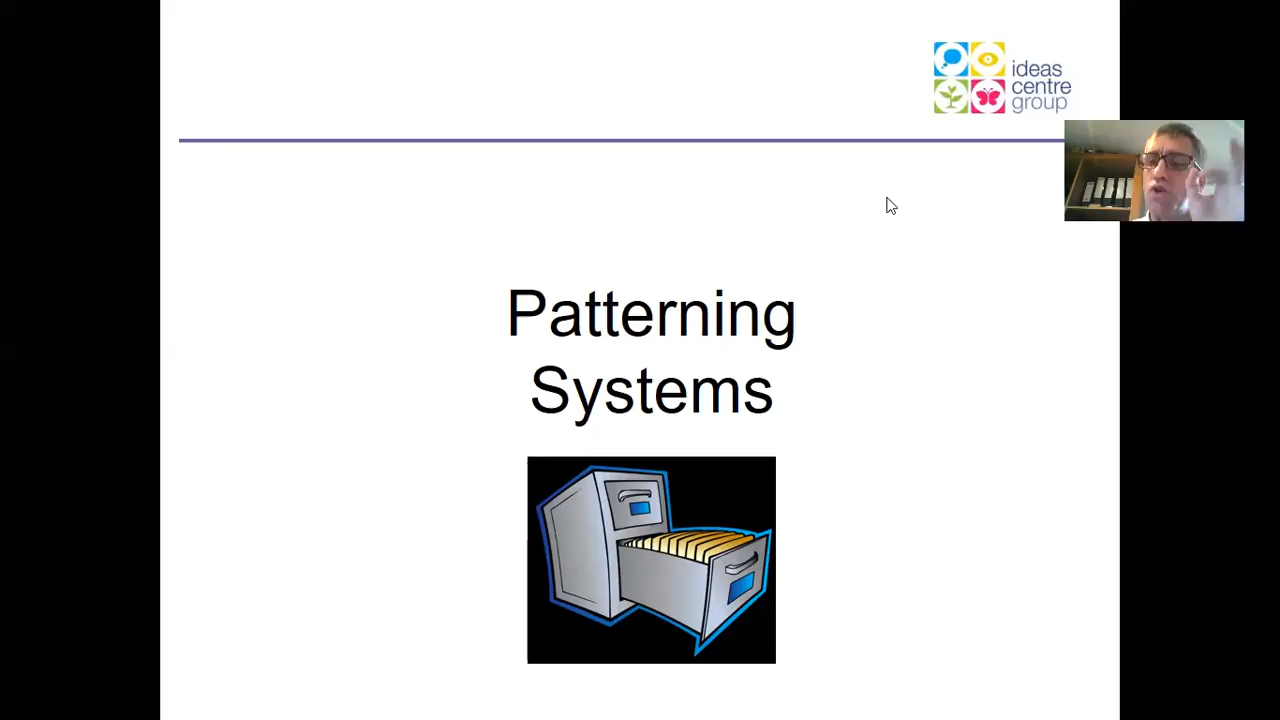 ideas
centre
group
Patterning
Systems